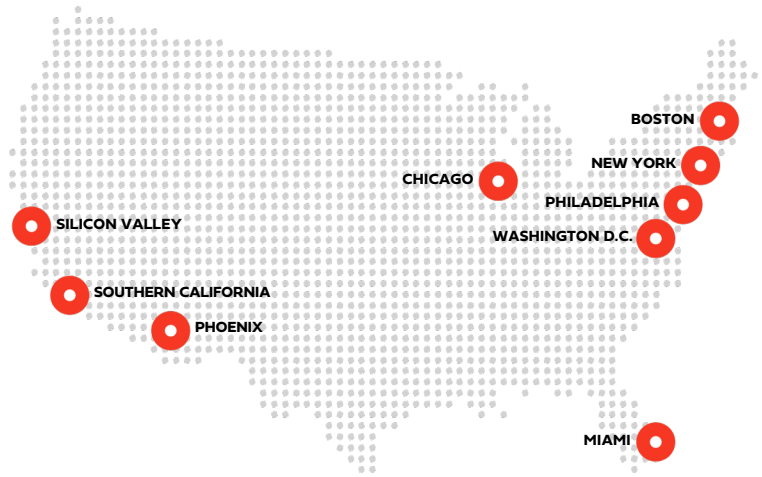 BOSTON
NEW YORK
CHICAGO
PHILADELPHIA
SILICON VALLEY
WASHINGTON D.C.
SOUTHERN CALIFORNIA
PHOENIX
MIAMI